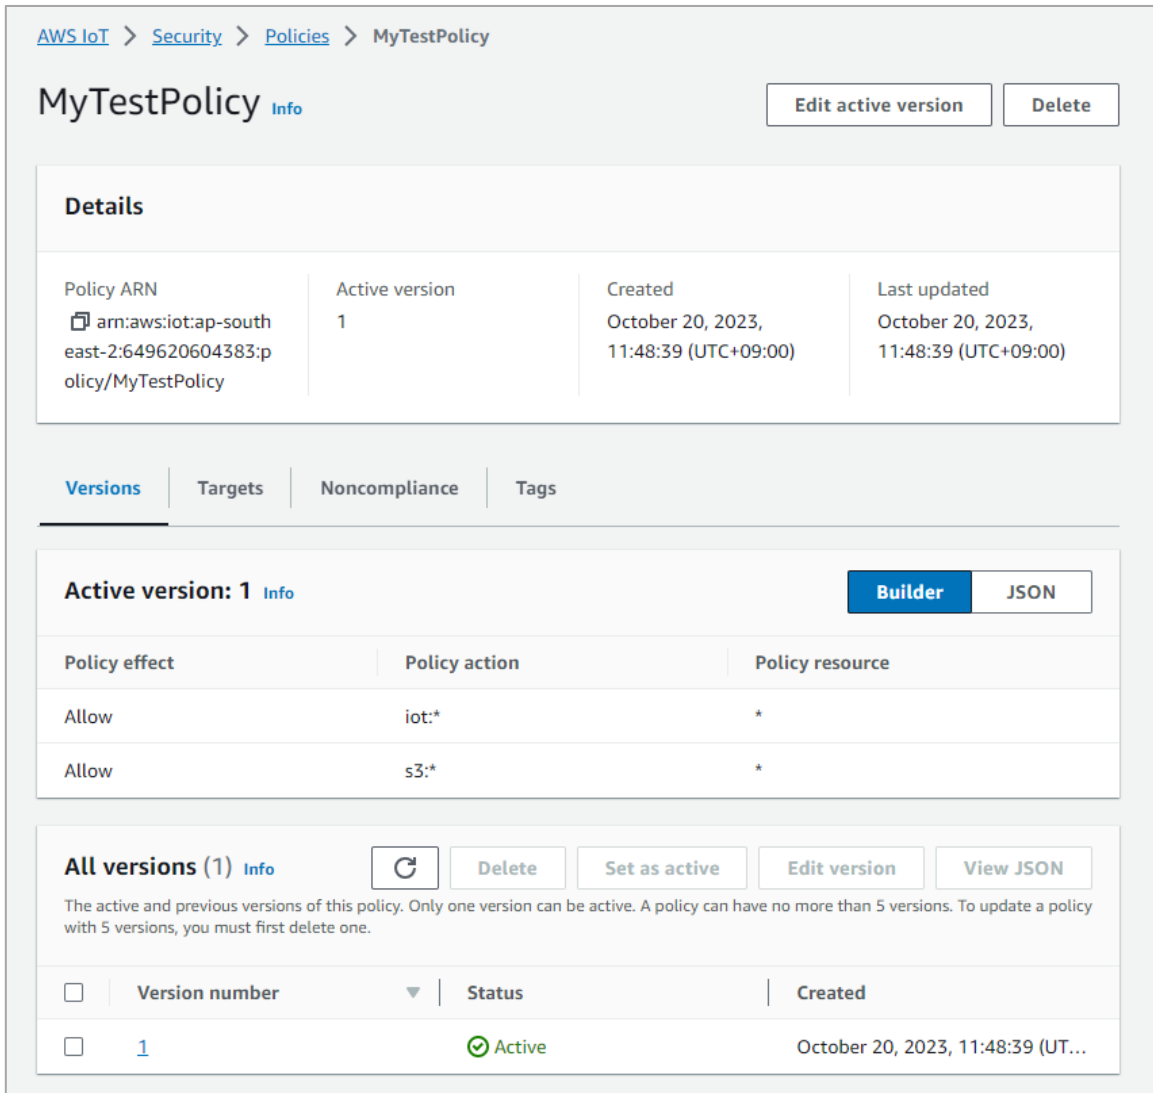 AWS IoT > Security > Policies > MyTestPolicy
MyTestPolicy Info
Edit active version Delete
Details
Policy ARN Active version Created Last updated
arn:aws:iot:ap-south 1 October 20, 2023, October 20, 2023,
east-2:649620604383:p 11:48:39 (UTC+09:00) 11:48:39 (UTC+09:00)
olicy/MyTestPolicy
Versions Targets Noncompliance Tags
Active version: 1 Info Builder JSON
Policy effect Policy action Policy resource
Allow iot:* *
Allow s3:* *
All versions (1) Info Delete Set as active Edit version View JSON
The active and previous versions of this policy. Only one version can be active. A policy can have no more than 5 versions. To update a policy
with 5 versions, you must first delete one.
Version number Status Created
1 Active October 20, 2023, 11:48:39 (UT...